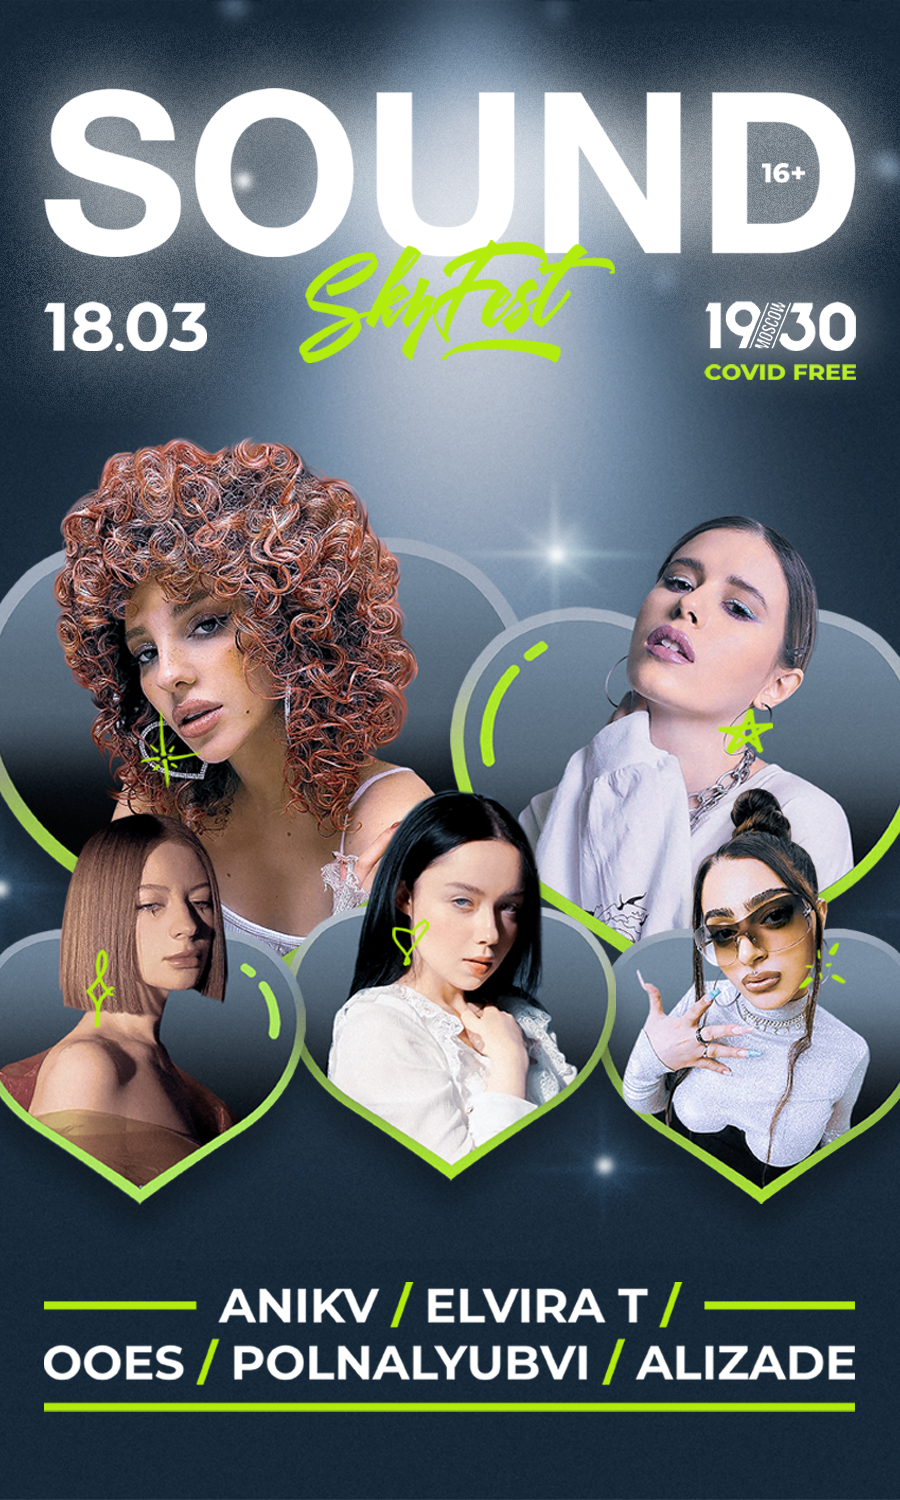 SOUND
16+
SkyFest
18.03
19//30
MOSCOW
COVID FREE
ANIKV / ELVIRA T /
OOES / POLNALYUBVI / ALIZADE